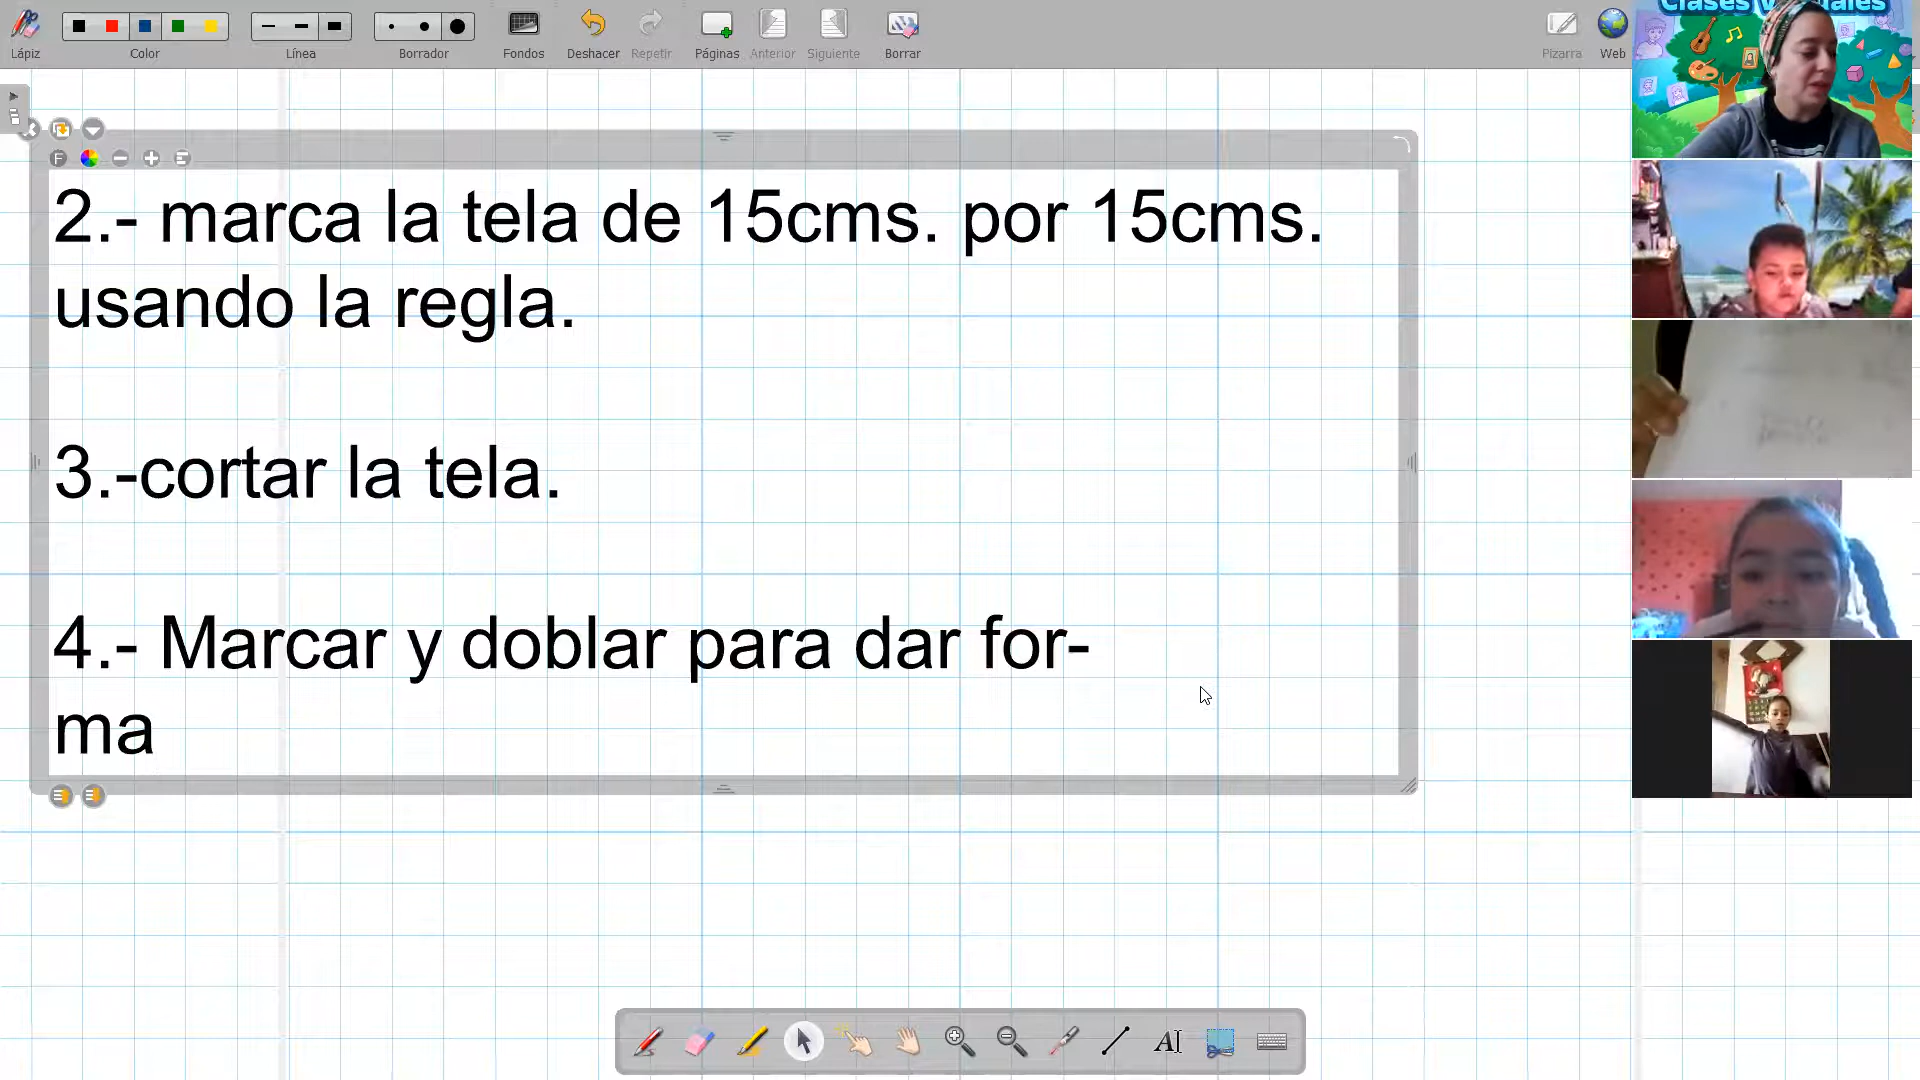 Lápiz
Color
Línea
Borrador
Fondos
Deshacer
Repetir
Páginas
Anterior
Siguiente
Borrar
Pizarra
Web
F
2.- marca la tela de 15cms. por 15cms.
usando la regla.
3.-cortar la tela.
4.- Marcar y doblar para dar for-
ma